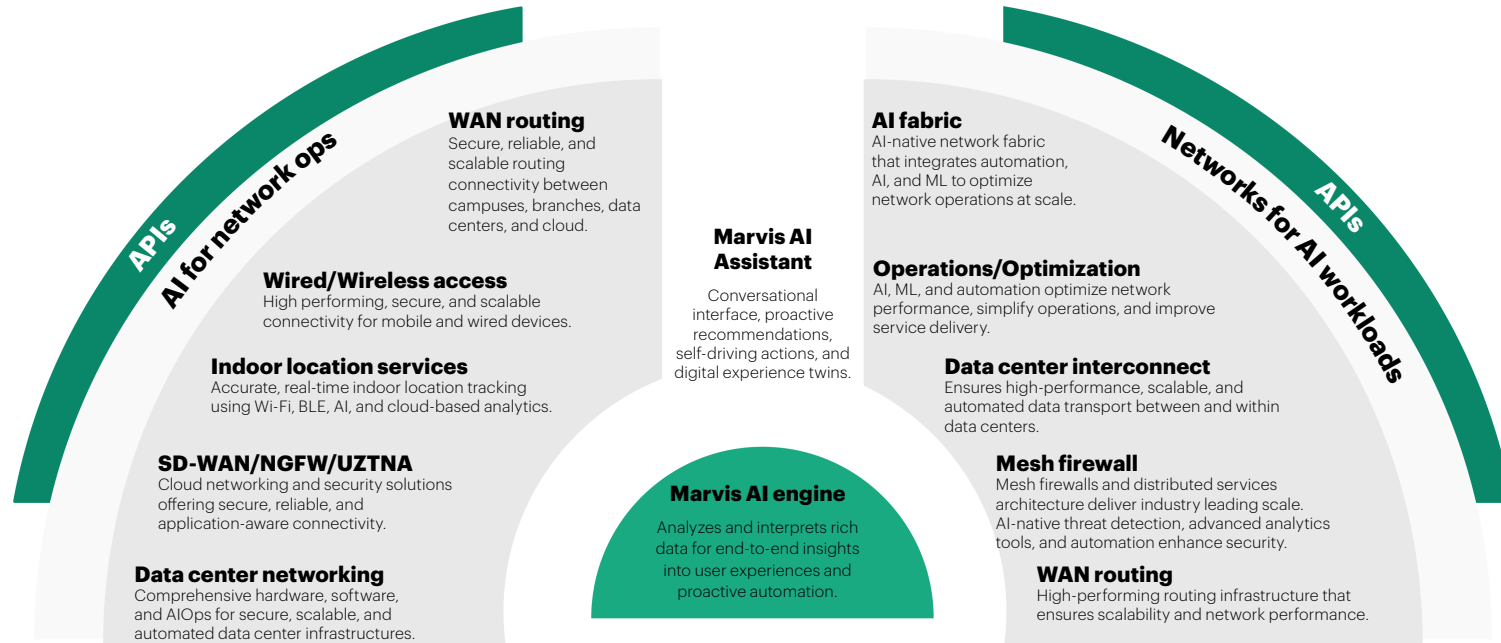 APIs
AI for network ops
WAN routing
Secure, reliable, and
scalable routing
connectivity between
campuses, branches, data
centers, and cloud.
Wired/Wireless access
High performing, secure, and scalable
connectivity for mobile and wired devices.
Indoor location services
Accurate, real-time indoor location tracking
using Wi-Fi, BLE, AI, and cloud-based analytics.
SD-WAN/NGFW/UZTNA
Cloud networking and security solutions
offering secure, reliable, and
application-aware connectivity.
Data center networking
Comprehensive hardware, software,
and AIOps for secure, scalable, and
automated data center infrastructures.
Marvis AI
Assistant
Conversational
interface, proactive
recommendations,
self-driving actions, and
digital experience twins.
Marvis AI engine
Analyzes and interprets rich
data for end-to-end insights
into user experiences and
proactive automation.
APIs
Networks for AI workloads
AI fabric
AI-native network fabric
that integrates automation,
AI, and ML to optimize
network operations at scale.
Operations/Optimization
AI, ML, and automation optimize network
performance, simplify operations, and improve
service delivery.
Data center interconnect
Ensures high-performance, scalable, and
automated data transport between and within
data centers.
Mesh firewall
Mesh firewalls and distributed services
architecture deliver industry leading scale.
AI-native threat detection, advanced analytics
tools, and automation enhance security.
WAN routing
High-performing routing infrastructure that
ensures scalability and network performance.